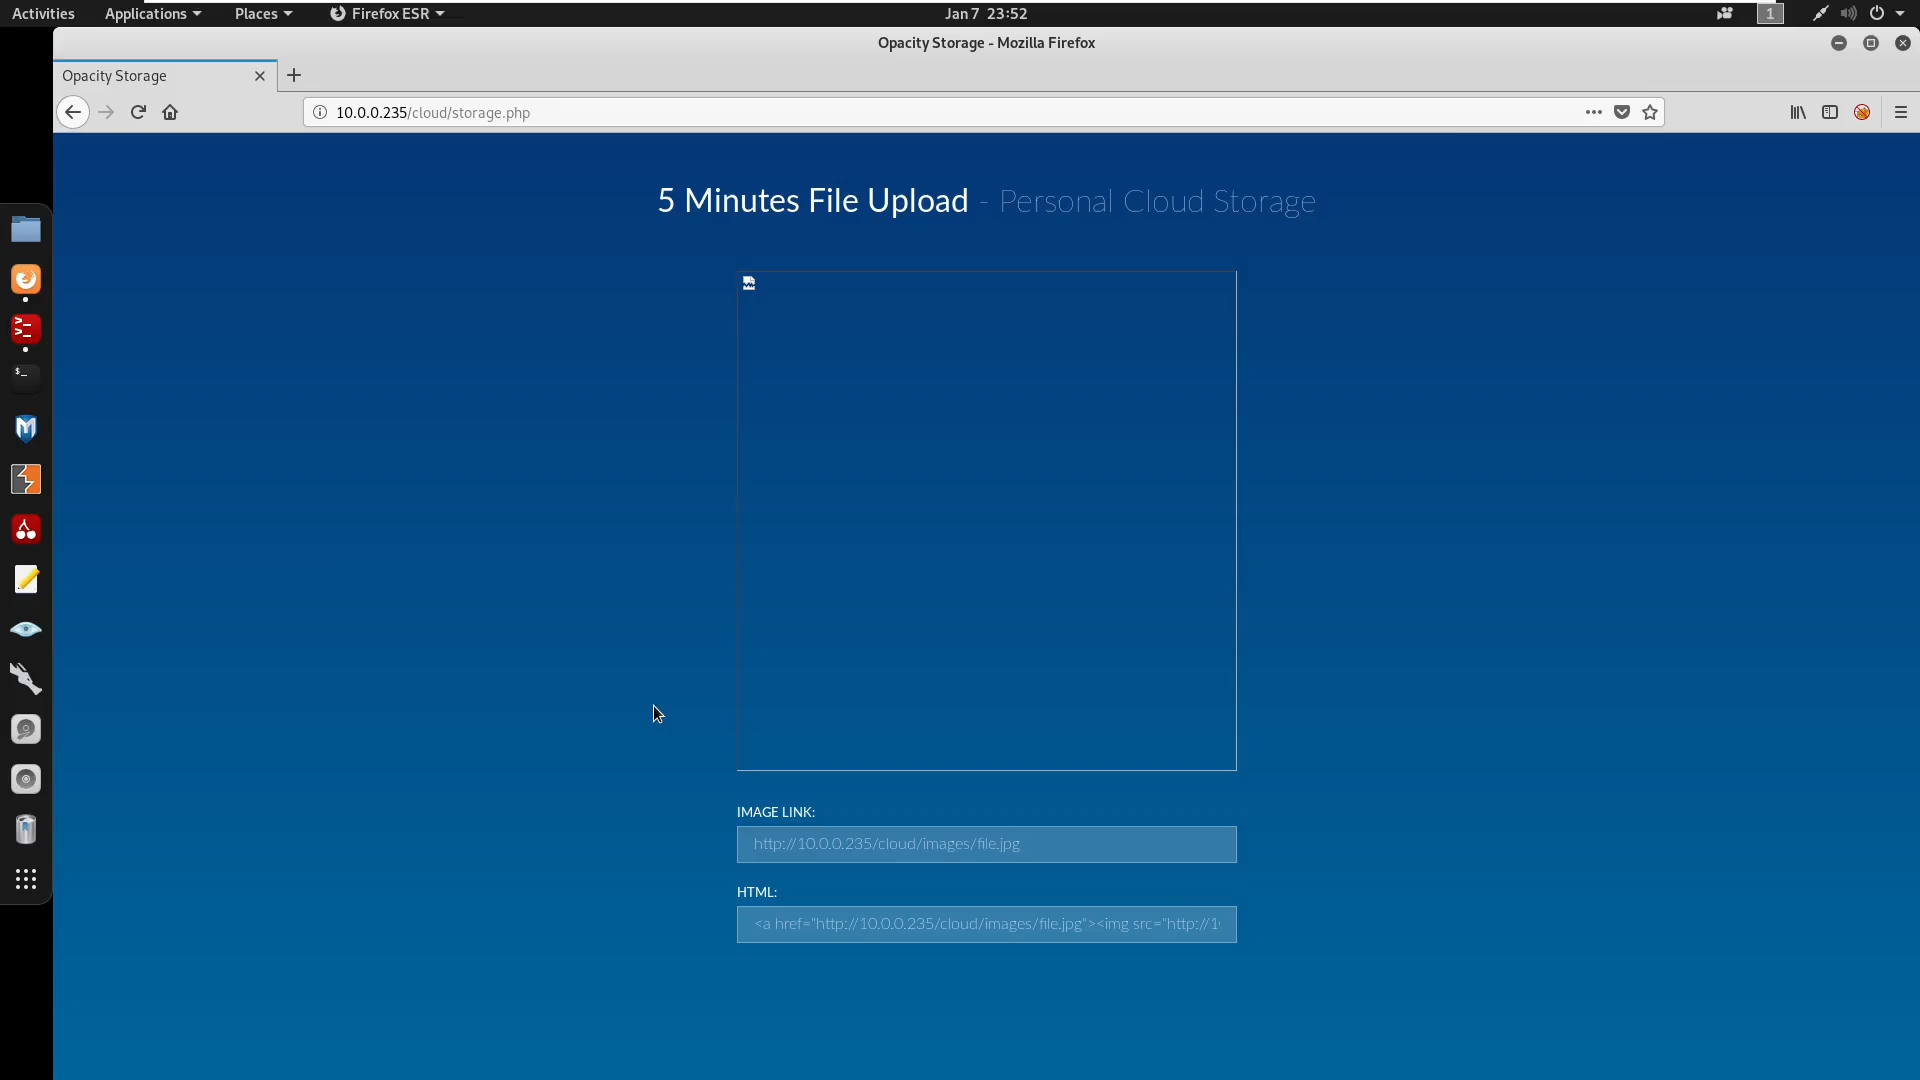 Activities Applications Places Firefox ESR Jan 7 23:52 1
Opacity Storage - Mozilla Firefox
Opacity Storage
10.0.0.235/cloud/storage.php
5 Minutes File Upload - Personal Cloud Storage
IMAGE LINK:
http://10.0.0.235/cloud/images/file.jpg
HTML:
<a href="http://10.0.0.235/cloud/images/file.jpg"><img src="http://1